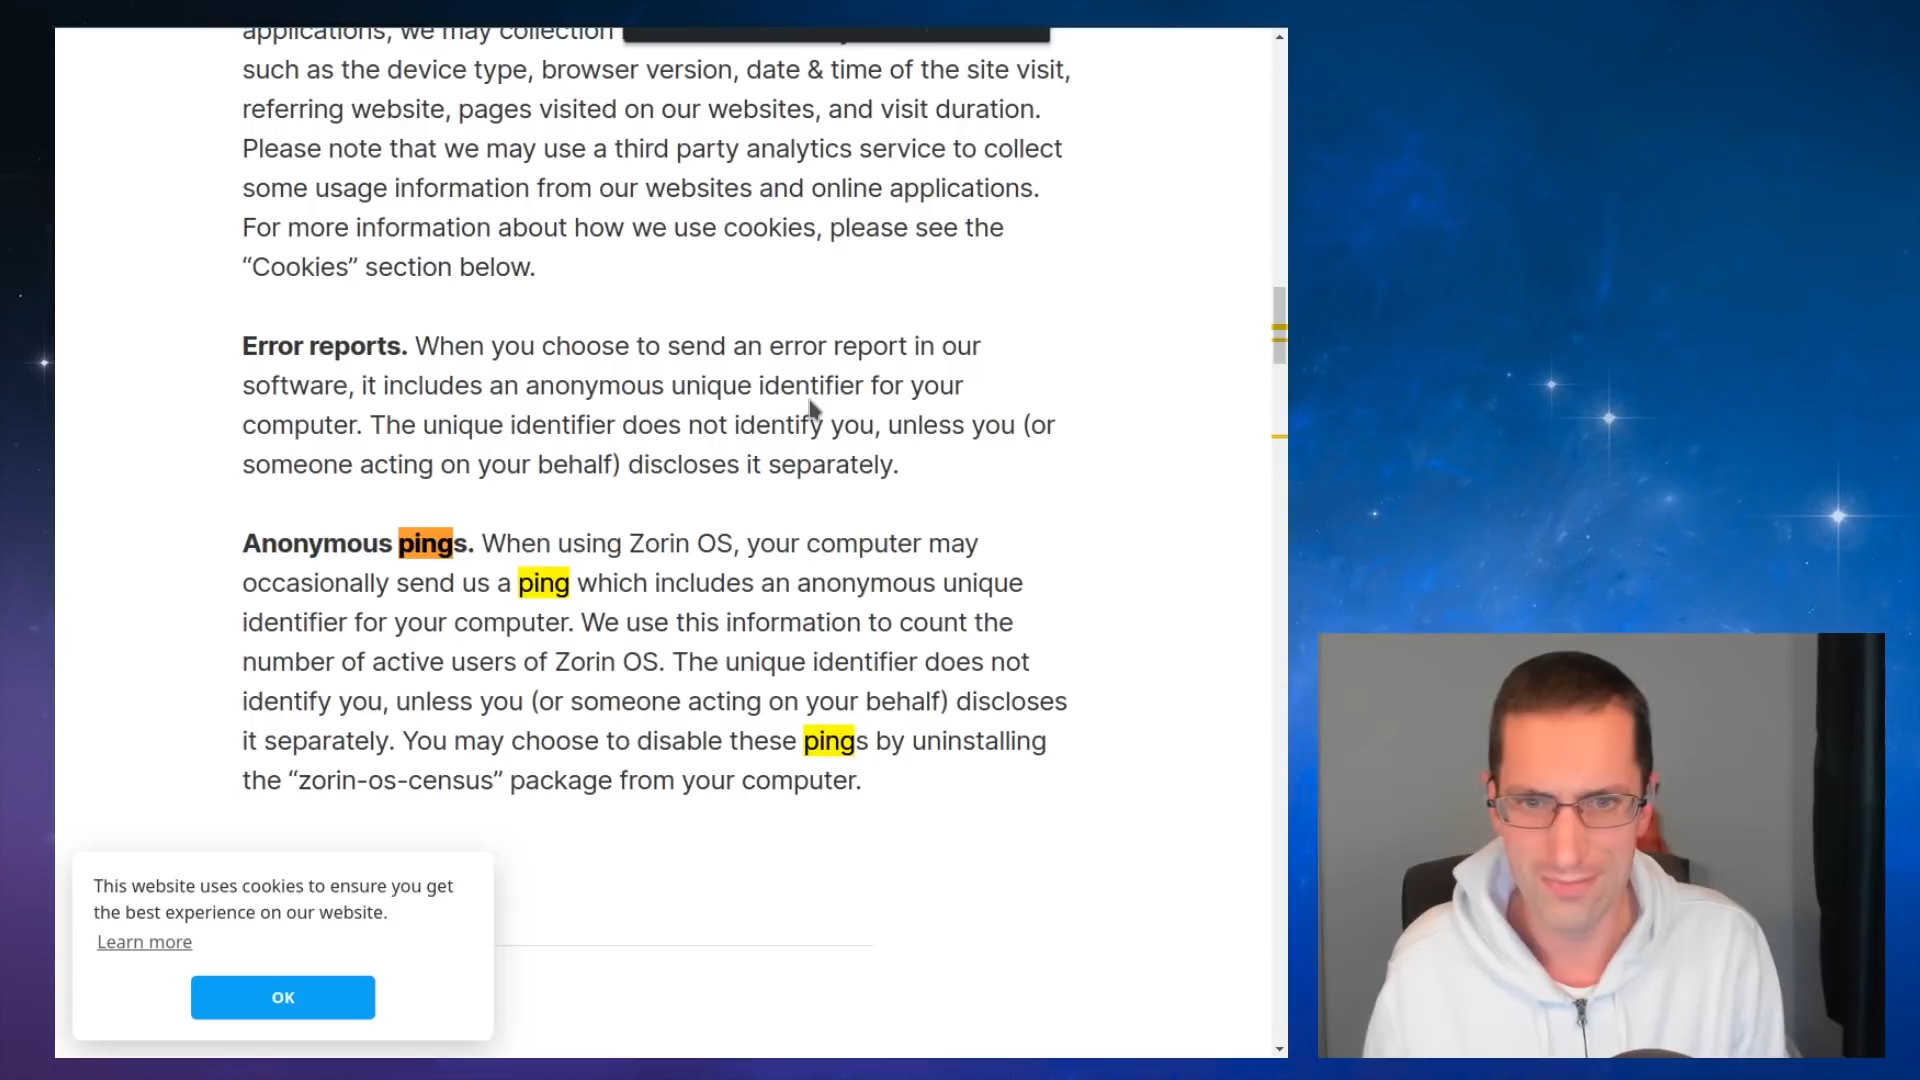 applications, we may collection
such as the device type, browser version, date & time of the site visit,
referring website, pages visited on our websites, and visit duration.
Please note that we may use a third party analytics service to collect
some usage information from our websites and online applications.
For more information about how we use cookies, please see the
“Cookies” section below.
Error reports. When you choose to send an error report in our
software, it includes an anonymous unique identifier for your
computer. The unique identifier does not identify you, unless you (or
someone acting on your behalf) discloses it separately.
Anonymous pings. When using Zorin OS, your computer may
occasionally send us a ping which includes an anonymous unique
identifier for your computer. We use this information to count the
number of active users of Zorin OS. The unique identifier does not
identify you, unless you (or someone acting on your behalf) discloses
it separately. You may choose to disable these pings by uninstalling
the “zorin-os-census” package from your computer.
This website uses cookies to ensure you get
the best experience on our website.
Learn more
OK